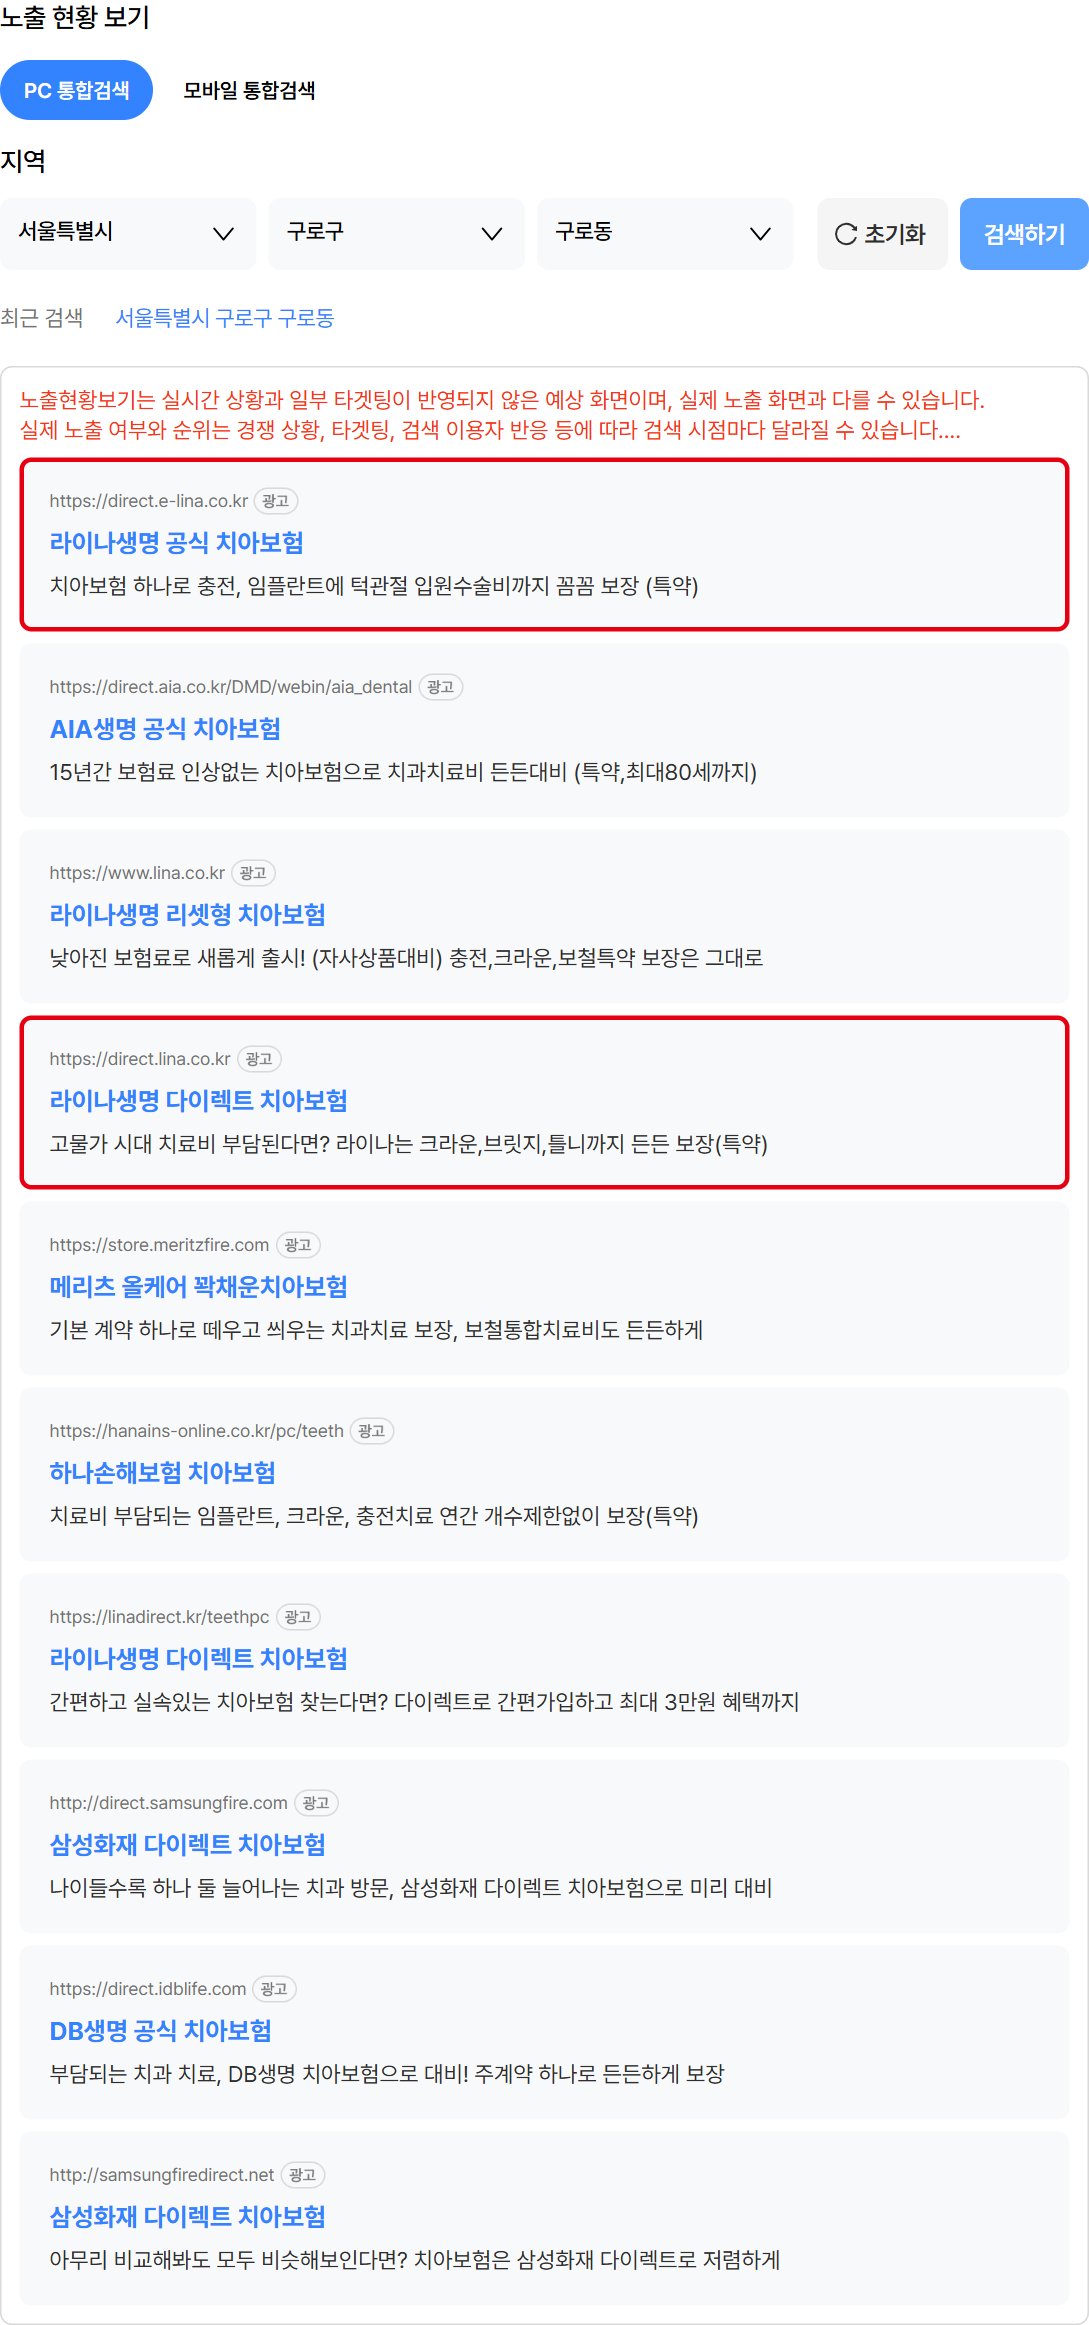 노출 현황 보기
PC 통합검색 모바일 통합검색
지역
서울특별시 구로구 구로동 초기화 검색하기
최근 검색 서울특별시 구로구 구로동
노출현황보기는 실시간 상황과 일부 타겟팅이 반영되지 않은 예상 화면이며, 실제 노출 화면과 다를 수 있습니다.
실제 노출 여부와 순위는 경쟁 상황, 타겟팅, 검색 이용자 반응 등에 따라 검색 시점마다 달라질 수 있습니다....
https://direct.e-lina.co.kr 광고
라이나생명 공식 치아보험
치아보험 하나로 충전, 임플란트에 턱관절 입원수술비까지 꼼꼼 보장 (특약)
https://direct.aia.co.kr/DMD/webin/aia_dental 광고
AIA생명 공식 치아보험
15년간 보험료 인상없는 치아보험으로 치과치료비 든든대비 (특약,최대80세까지)
https://www.lina.co.kr 광고
라이나생명 리셋형 치아보험
낮아진 보험료로 새롭게 출시! (자사상품대비) 충전,크라운,보철특약 보장은 그대로
https://direct.lina.co.kr 광고
라이나생명 다이렉트 치아보험
고물가 시대 치료비 부담된다면? 라이나는 크라운,브릿지,틀니까지 든든 보장(특약)
https://store.meritzfire.com 광고
메리츠 올케어 꽉채운치아보험
기본 계약 하나로 떼우고 씌우는 치과치료 보장, 보철통합치료비도 든든하게
https://hanains-online.co.kr/pc/teeth 광고
하나손해보험 치아보험
치료비 부담되는 임플란트, 크라운, 충전치료 연간 개수제한없이 보장(특약)
https://linadirect.kr/teethpc 광고
라이나생명 다이렉트 치아보험
간편하고 실속있는 치아보험 찾는다면? 다이렉트로 간편가입하고 최대 3만원 혜택까지
http://direct.samsungfire.com 광고
삼성화재 다이렉트 치아보험
나이들수록 하나 둘 늘어나는 치과 방문, 삼성화재 다이렉트 치아보험으로 미리 대비
https://direct.idblife.com 광고
DB생명 공식 치아보험
부담되는 치과 치료, DB생명 치아보험으로 대비! 주계약 하나로 든든하게 보장
http://samsungfiredirect.net 광고
삼성화재 다이렉트 치아보험
아무리 비교해봐도 모두 비슷해보인다면? 치아보험은 삼성화재 다이렉트로 저렴하게